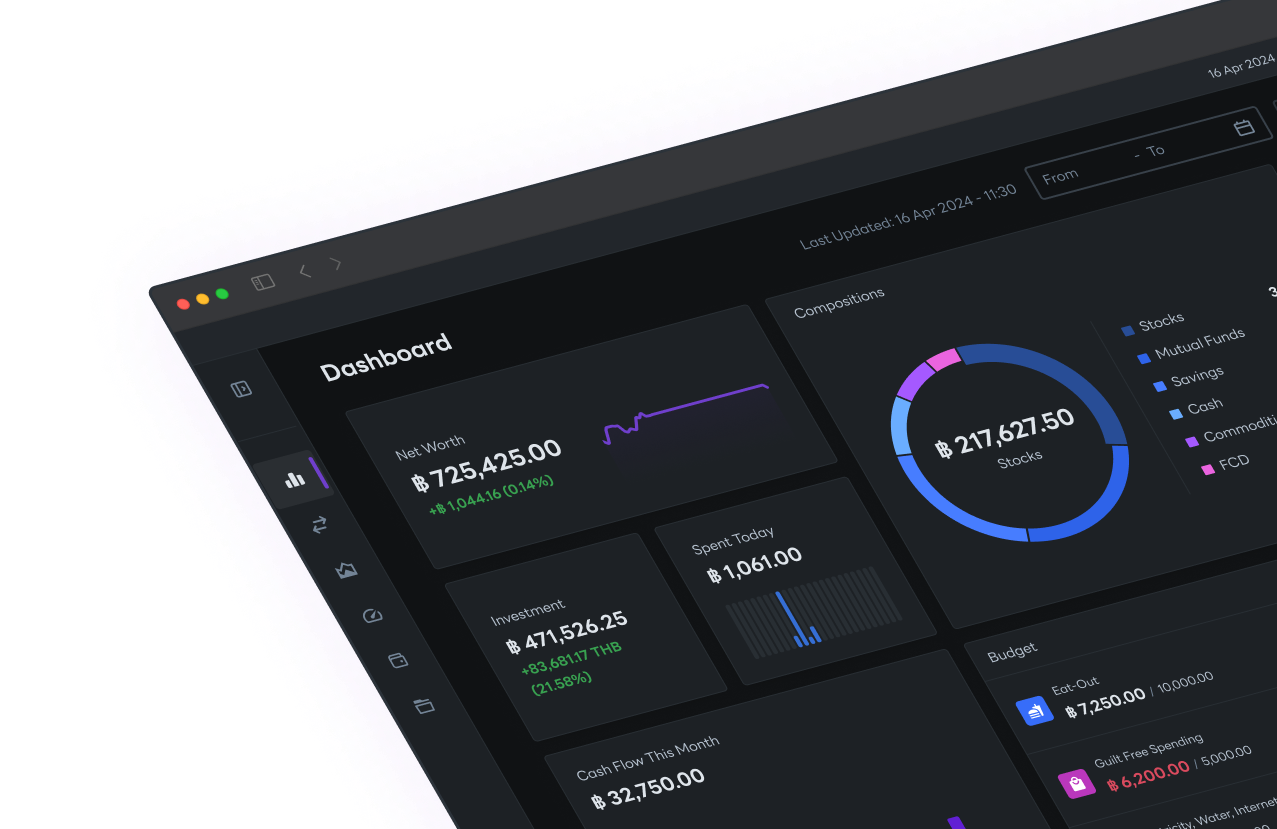 16 Apr 2024
Last Updated: 16 Apr 2024 - 11:30
From - To
Dashboard
Net Worth
฿ 725,425.00
+฿ 1,044.16 (0.14%)
Compositions
฿ 217,627.50
Stocks
Stocks
Mutual Funds
Savings
Cash
FCD
Investment
฿ 471,526.25
+83,681.17 THB
(21.58%)
Spent Today
฿ 1,061.00
Cash Flow This Month
฿ 32,750.00
Budget
Eat-Out
฿ 7,250.00 / 10,000.00
Guilt Free Spending
฿ 6,200.00 / 5,000.00
Water, Internet